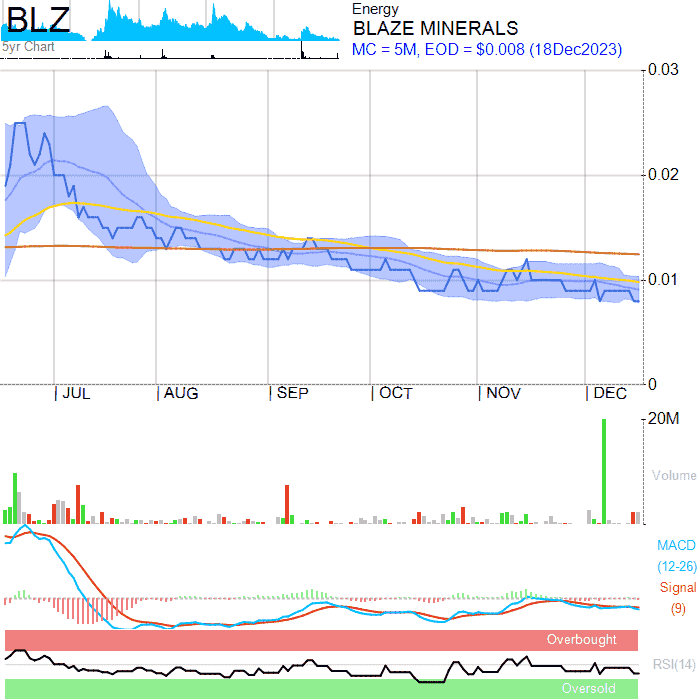 BLZ
5yr Chart
Energy
BLAZE MINERALS
MC = 5M, EOD = $0.008 (18Dec2023)
0.03
0.02
0.01
0
JUL AUG SEP OCT NOV DEC
20M
Volume
MACD
(12-26)
Signal
(9)
Overbought
RSI(14)
Oversold